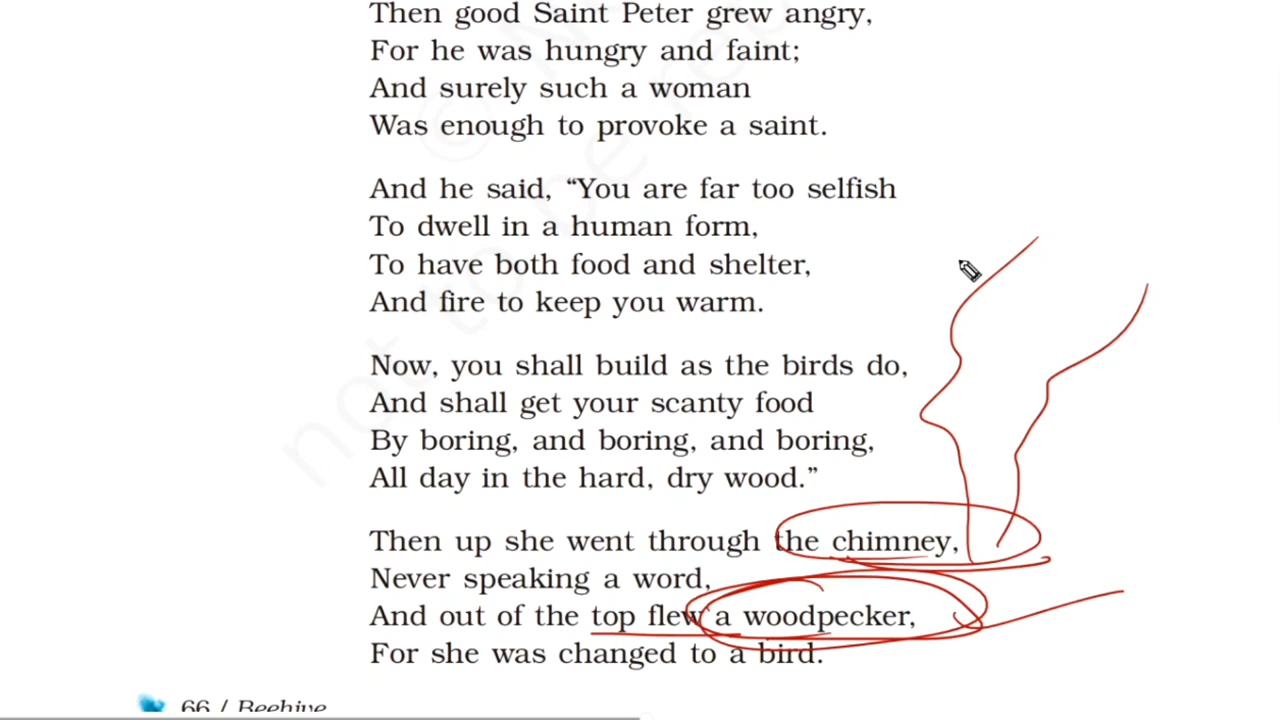 Then good Saint Peter grew angry,
For he was hungry and faint;
And surely such a woman
Was enough to provoke a saint.
And he said, “You are far too selfish
To dwell in a human form,
To have both food and shelter,
And fire to keep you warm.
Now, you shall build as the birds do,
And shall get your scanty food
By boring, and boring, and boring,
All day in the hard, dry wood.”
Then up she went through the chimney,
Never speaking a word,
And out of the top flew a woodpecker,
For she was changed to a bird.
66 / Beehive
not to be re